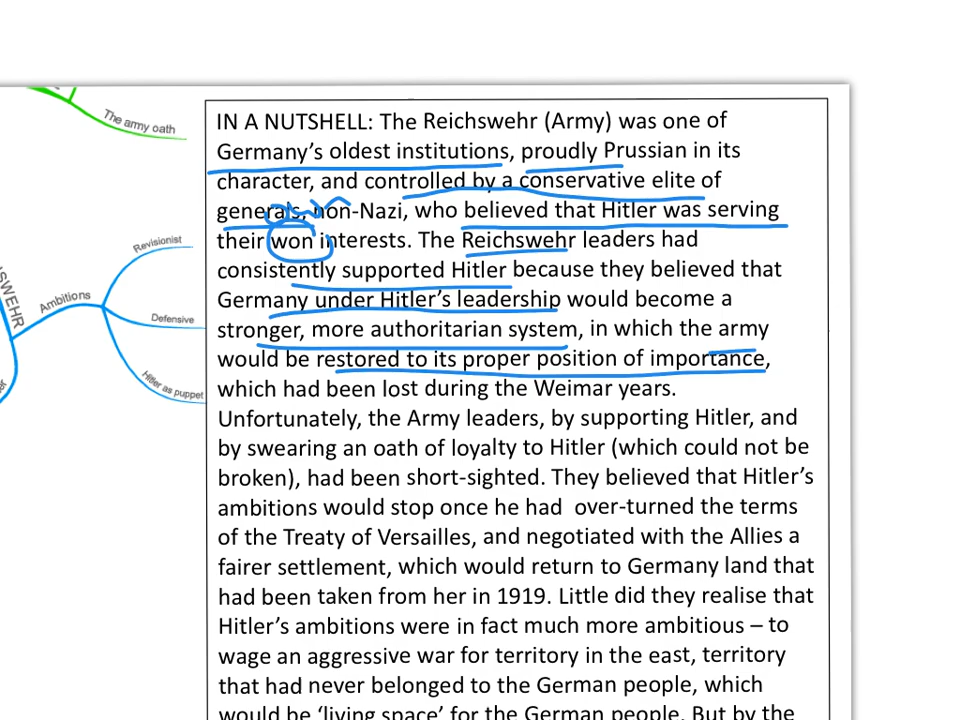 The army oath
IN A NUTSHELL: The Reichswehr (Army) was one of
Germany’s oldest institutions, proudly Prussian in its
character, and controlled by a conservative elite of
own
generals, non-Nazi, who believed that Hitler was serving
their won interests. The Reichswehr leaders had
consistently supported Hitler because they believed that
Germany under Hitler’s leadership would become a
stronger, more authoritarian system, in which the army
would be restored to its proper position of importance,
which had been lost during the Weimar years.
Unfortunately, the Army leaders, by supporting Hitler, and
by swearing an oath of loyalty to Hitler (which could not be
broken), had been short-sighted. They believed that Hitler’s
ambitions would stop once he had over-turned the terms
of the Treaty of Versailles, and negotiated with the Allies a
fairer settlement, which would return to Germany land that
had been taken from her in 1919. Little did they realise that
Hitler’s ambitions were in fact much more ambitious – to
wage an aggressive war for territory in the east, territory
that had never belonged to the German people, which
would be ‘living space’ for the German people. But by the
Revisionist
Ambitions
Defensive
Hitler as puppet